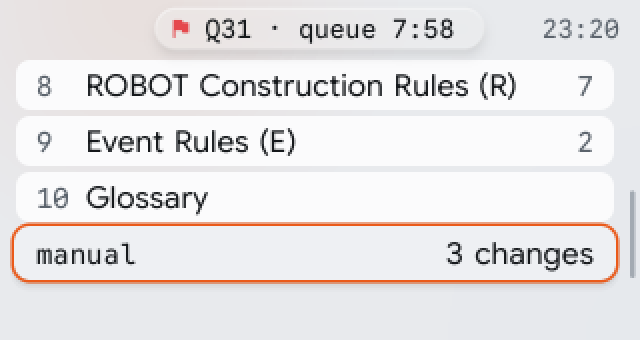 Q31 · queue 7:58 23:20
8 ROBOT Construction Rules (R) 7
9 Event Rules (E) 2
10 Glossary
manual 3 changes